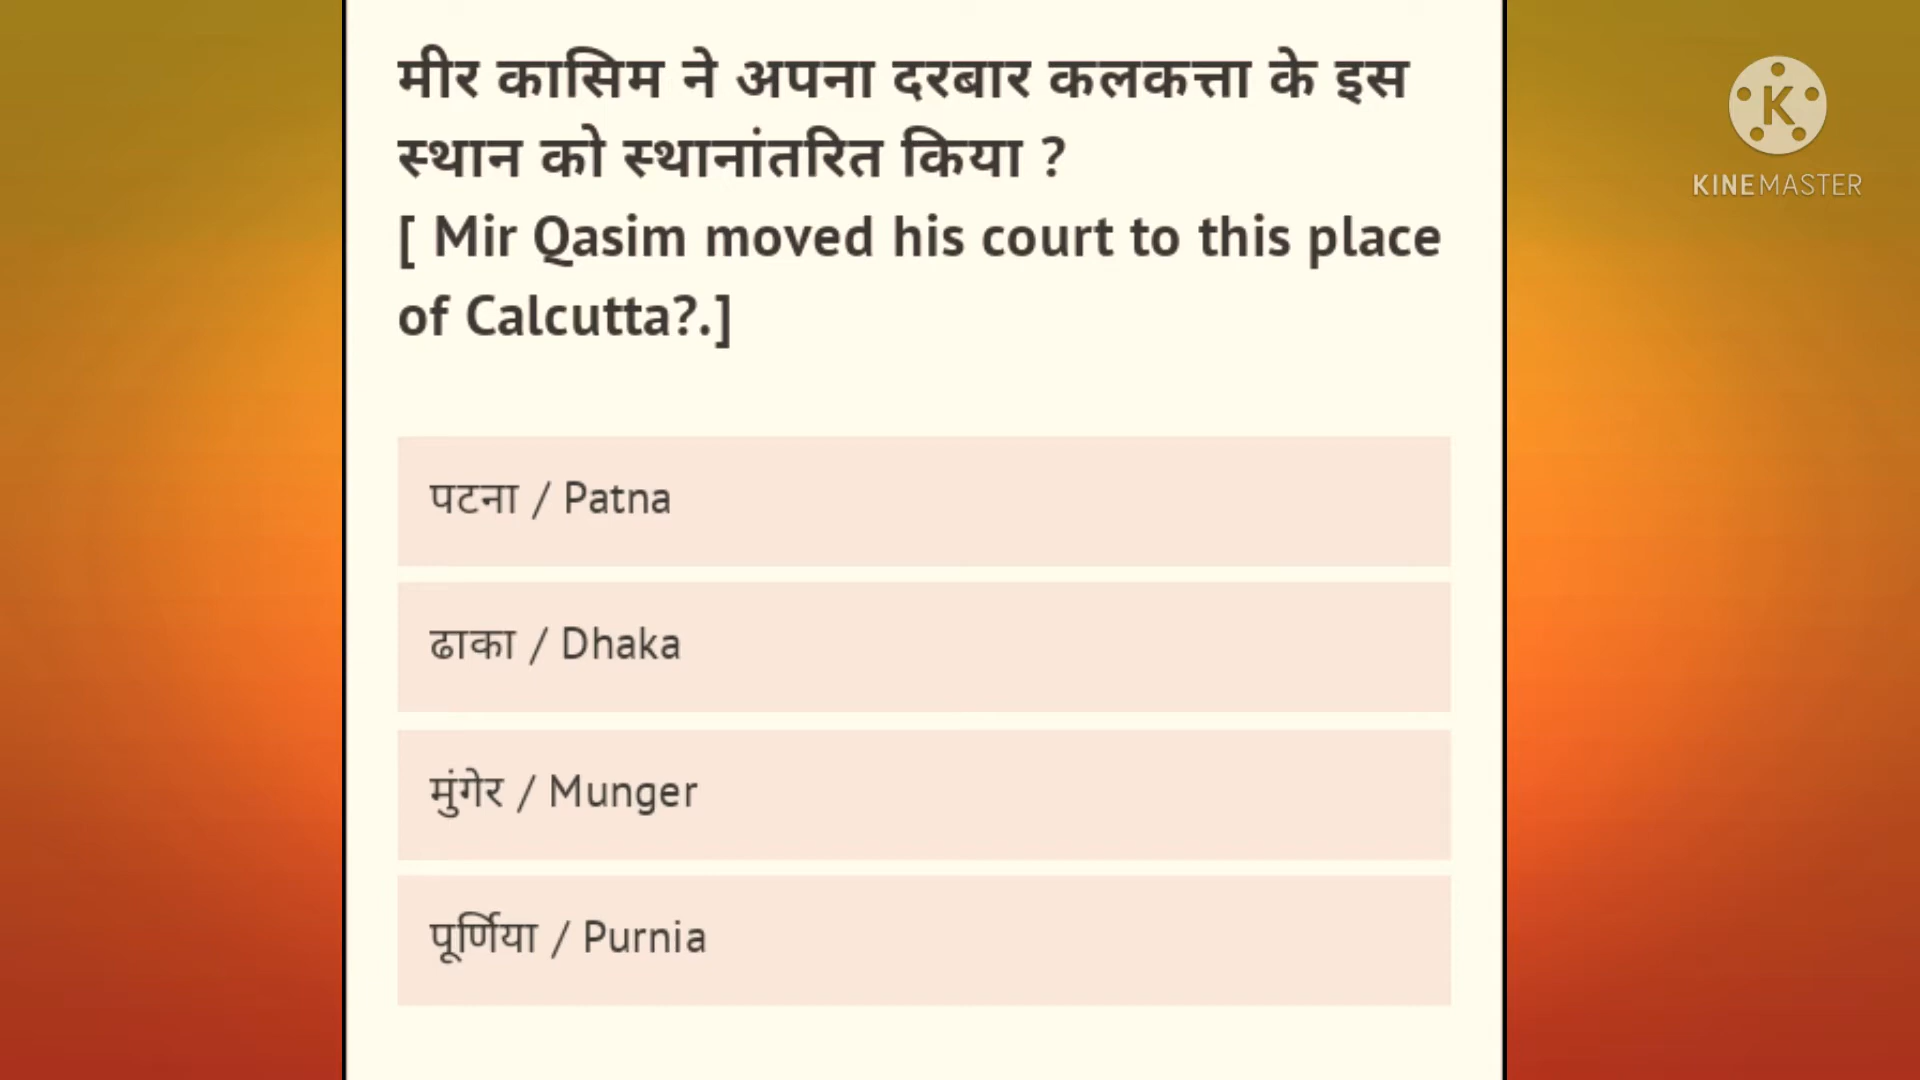 मीर कासिम ने अपना दरबार कलकत्ता के इस
स्थान को स्थानांतरित किया ?
[ Mir Qasim moved his court to this place
of Calcutta?.]
पटना / Patna
ढाका / Dhaka
मुंगेर / Munger
पूर्णिया / Purnia
K
KINEMASTER